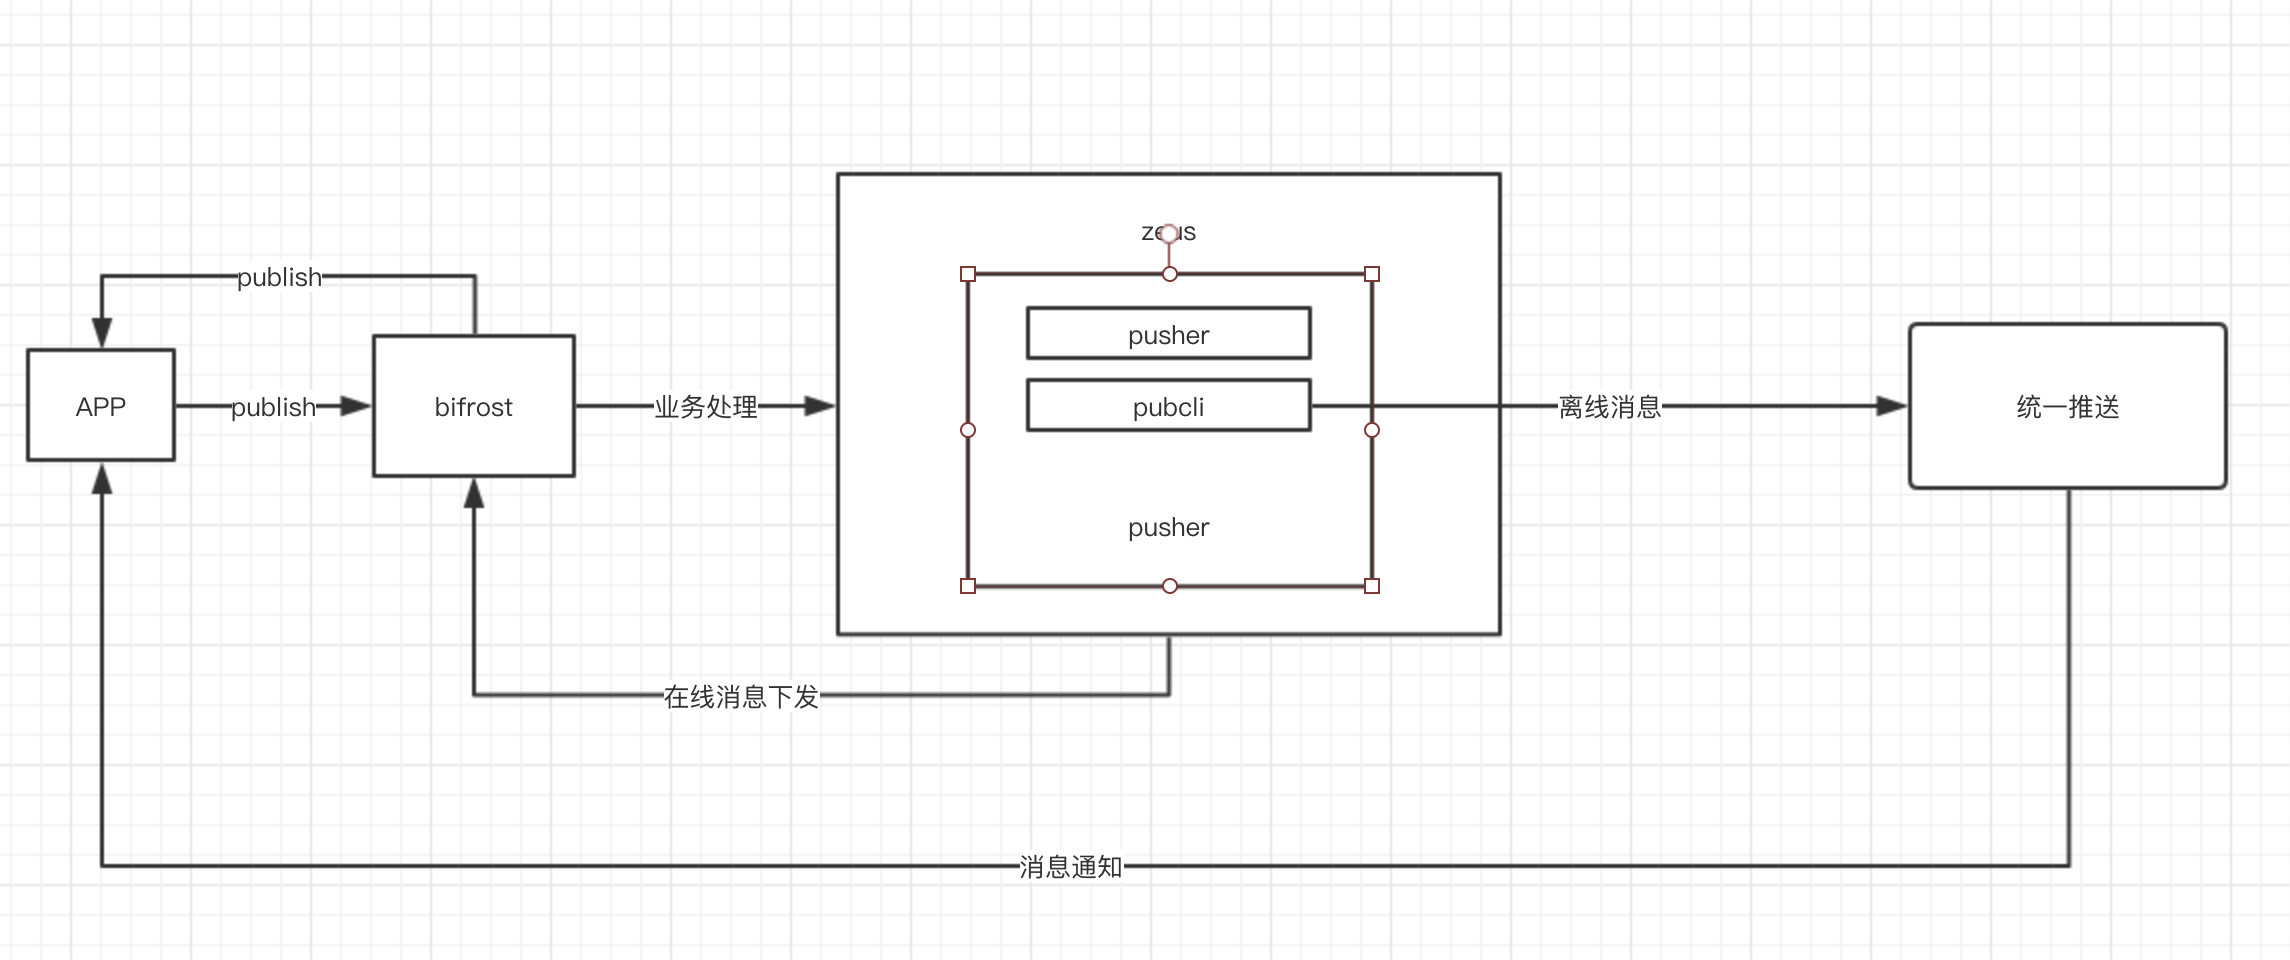 zeus
publish
pusher
APP
publish
bifrost
业务处理
pubcli
离线消息
统一推送
pusher
在线消息下发
消息通知